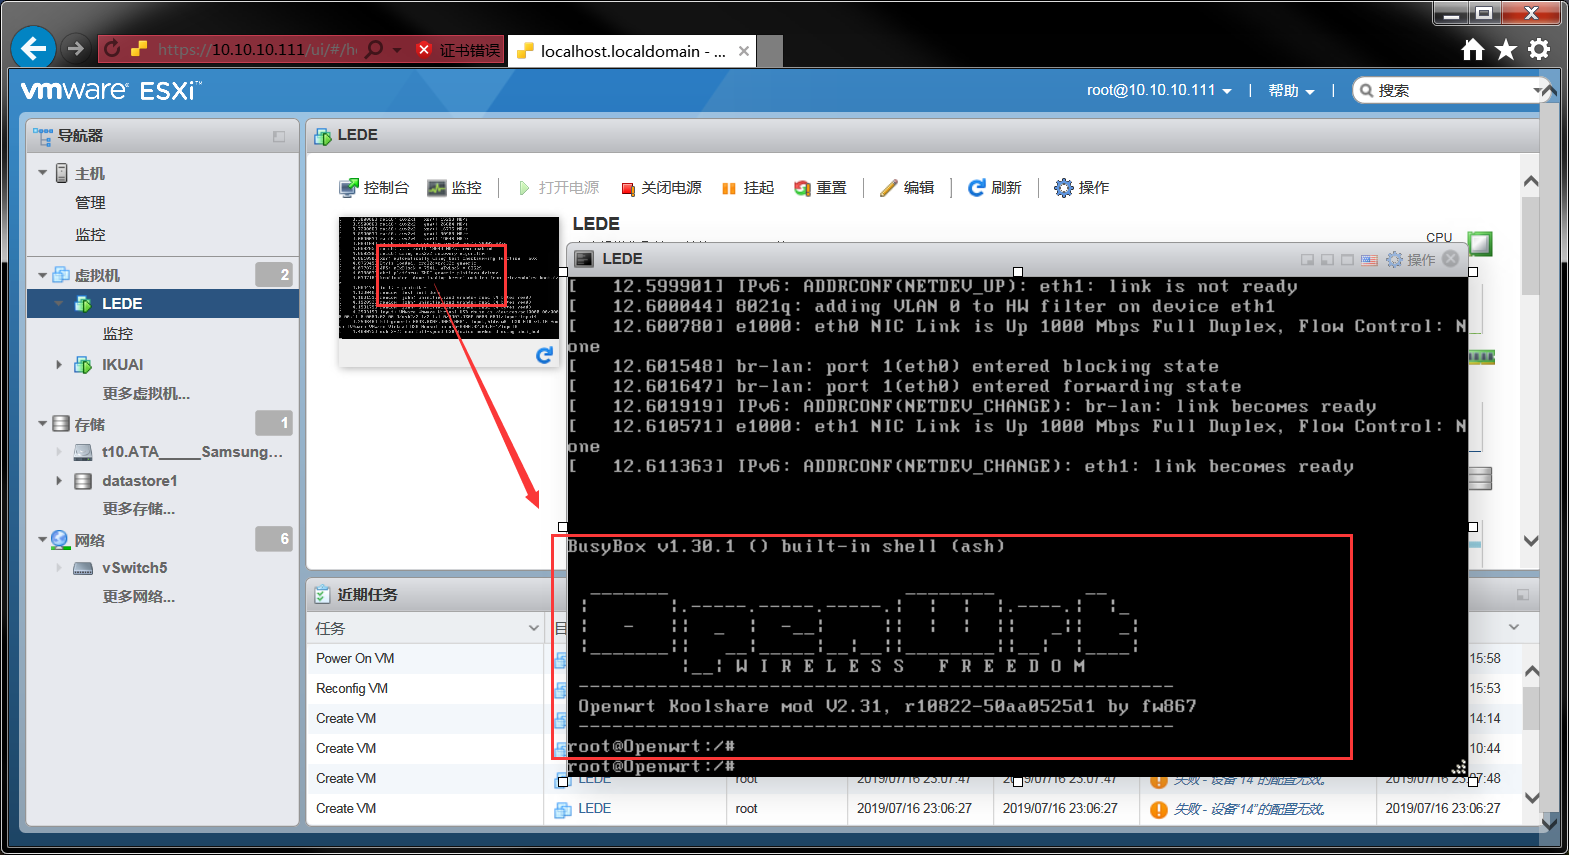 https://10.10.10.111/ui/#/h
证书错误
localhost.localdomain - ...
vmware ESXi™
root@10.10.10.111
帮助
搜索
导航器
主机
管理
监控
虚拟机
2
LEDE
监控
IKUAI
更多虚拟机...
存储
1
t10.ATA_____Samsung...
datastore1
更多存储...
网络
6
vSwitch5
更多网络...
LEDE
控制台
监控
打开电源
关闭电源
挂起
重置
编辑
刷新
操作
LEDE
CPU
LEDE
操作
[   12.599901] IPv6: ADDRCONF(NETDEV_UP): eth1: link is not ready
[   12.600044] 8021q: adding VLAN 0 to HW filter on device eth1
[   12.600780] e1000: eth0 NIC Link is Up 1000 Mbps Full Duplex, Flow Control: N
one
[   12.601548] br-lan: port 1(eth0) entered blocking state
[   12.601647] br-lan: port 1(eth0) entered forwarding state
[   12.601919] IPv6: ADDRCONF(NETDEV_CHANGE): br-lan: link becomes ready
[   12.610571] e1000: eth1 NIC Link is Up 1000 Mbps Full Duplex, Flow Control: N
one
[   12.611363] IPv6: ADDRCONF(NETDEV_CHANGE): eth1: link becomes ready
BusyBox v1.30.1 () built-in shell (ash)
OpenWrt
W I R E L E S S   F R E E D O M
Openwrt Koolshare mod V2.31, r10822-50aa0525d1 by fw867
root@Openwrt:/#
root@Openwrt:/#
近期任务
任务
目
Power On VM
15:58
Reconfig VM
15:53
Create VM
14:14
Create VM
10:44
Create VM
LEDE
root
2019/07/16 23:07:47
2019/07/16 23:07:47
失败 - 设备“14”的配置无效。
2019/07/16 23:07:48
Create VM
LEDE
root
2019/07/16 23:06:27
2019/07/16 23:06:27
失败 - 设备“14”的配置无效。
2019/07/16 23:06:27